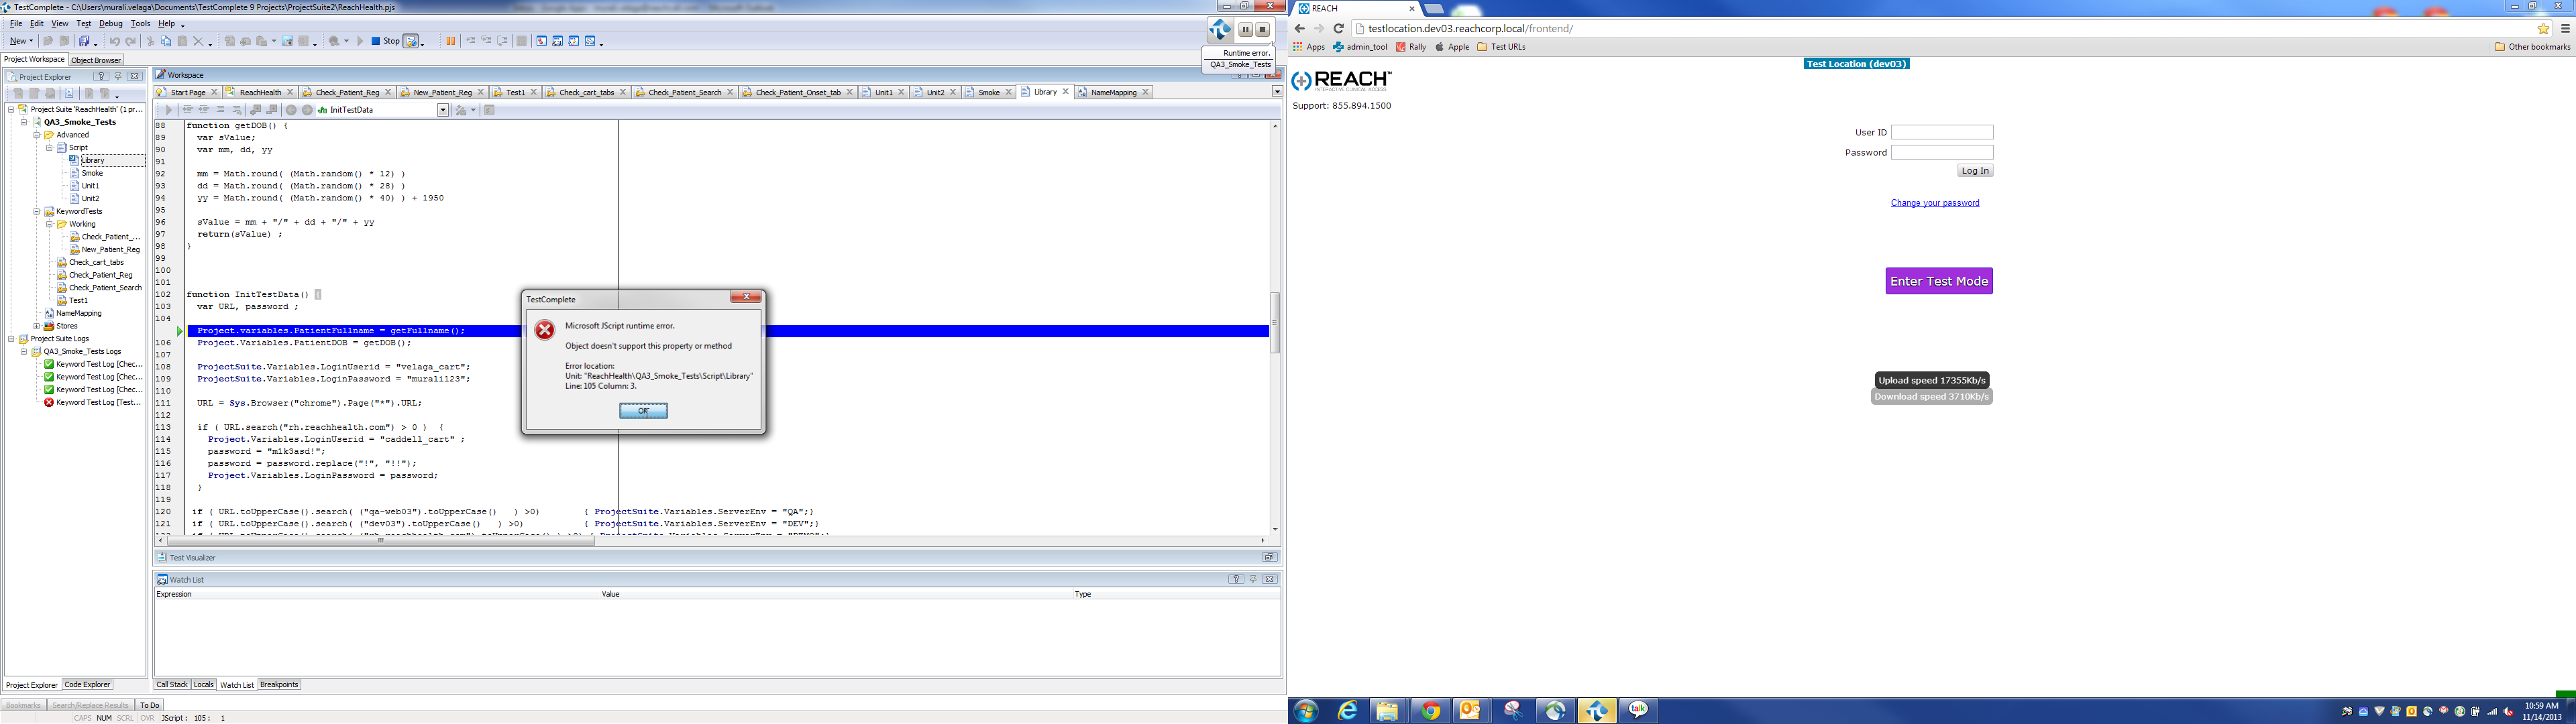 TestComplete - C:\Users\murali.velaga\Documents\TestComplete 9 Projects\ProjectSuite2\ReachHealth.pjs
File Edit View Test Debug Tools Help
New
Stop
Runtime error.
QA3_Smoke_Tests
Project Workspace Object Browser
Project Explorer
Project Suite 'ReachHealth' (1 pr...
QA3_Smoke_Tests
Advanced
Script
Library
Smoke
Unit1
Unit2
KeywordTests
Working
Check_Patient_...
New_Patient_Reg
Check_cart_tabs
Check_Patient_Reg
Check_Patient_Search
Test1
NameMapping
Stores
Project Suite Logs
QA3_Smoke_Tests Logs
Keyword Test Log [Chec...
Keyword Test Log [Chec...
Keyword Test Log [Chec...
Keyword Test Log [Test...
Project Explorer Code Explorer
Workspace
Start Page ReachHealth Check_Patient_Reg New_Patient_Reg Test1 Check_cart_tabs Check_Patient_Search Check_Patient_Onset_tab Unit1 Unit2 Smoke Library NameMapping
InitTestData
88 function getDOB() {
89 var sValue;
90 var mm, dd, yy
91
92 mm = Math.round( (Math.random() * 12) )
93 dd = Math.round( (Math.random() * 28) )
94 yy = Math.round( (Math.random() * 40) ) + 1950
95
96 sValue = mm + "/" + dd + "/" + yy
97 return(sValue) ;
98 }
99
100
101
102 function InitTestData() {
103 var URL, password ;
104
Project.variables.PatientFullname = getFullname();
106 Project.Variables.PatientDOB = getDOB();
107
108 ProjectSuite.Variables.LoginUserid = "velaga_cart";
109 ProjectSuite.Variables.LoginPassword = "murali123";
110
111 URL = Sys.Browser("chrome").Page("*").URL;
112
113 if ( URL.search("rh.reachhealth.com") > 0 ) {
114 Project.Variables.LoginUserid = "caddell_cart" ;
115 password = "m1k3asd!";
116 password = password.replace("!", "!!");
117 Project.Variables.LoginPassword = password;
118 }
119
120 if ( URL.toUpperCase().search( ("qa-web03").toUpperCase() ) >0) { ProjectSuite.Variables.ServerEnv = "QA";}
121 if ( URL.toUpperCase().search( ("dev03").toUpperCase() ) >0) { ProjectSuite.Variables.ServerEnv = "DEV";}
TestComplete
Microsoft JScript runtime error.
Object doesn't support this property or method
Error location:
Unit: "ReachHealth\QA3_Smoke_Tests\Script\Library"
Line: 105 Column: 3.
OK
Test Visualizer
Watch List
Expression Value Type
Call Stack Locals Watch List Breakpoints
Bookmarks Search/Replace Results To Do
CAPS NUM SCRL OVR JScript : 105 : 1
REACH
testlocation.dev03.reachcorp.local/frontend/
Apps admin_tool Rally Apple Test URLs Other bookmarks
Test Location (dev03)
REACH™
INTERACTIVE CLINICAL ACCESS
Support: 855.894.1500
User ID
Password
Log In
Change your password
Enter Test Mode
Upload speed 17355Kb/s
Download speed 3710Kb/s
talk
10:59 AM
11/14/2013